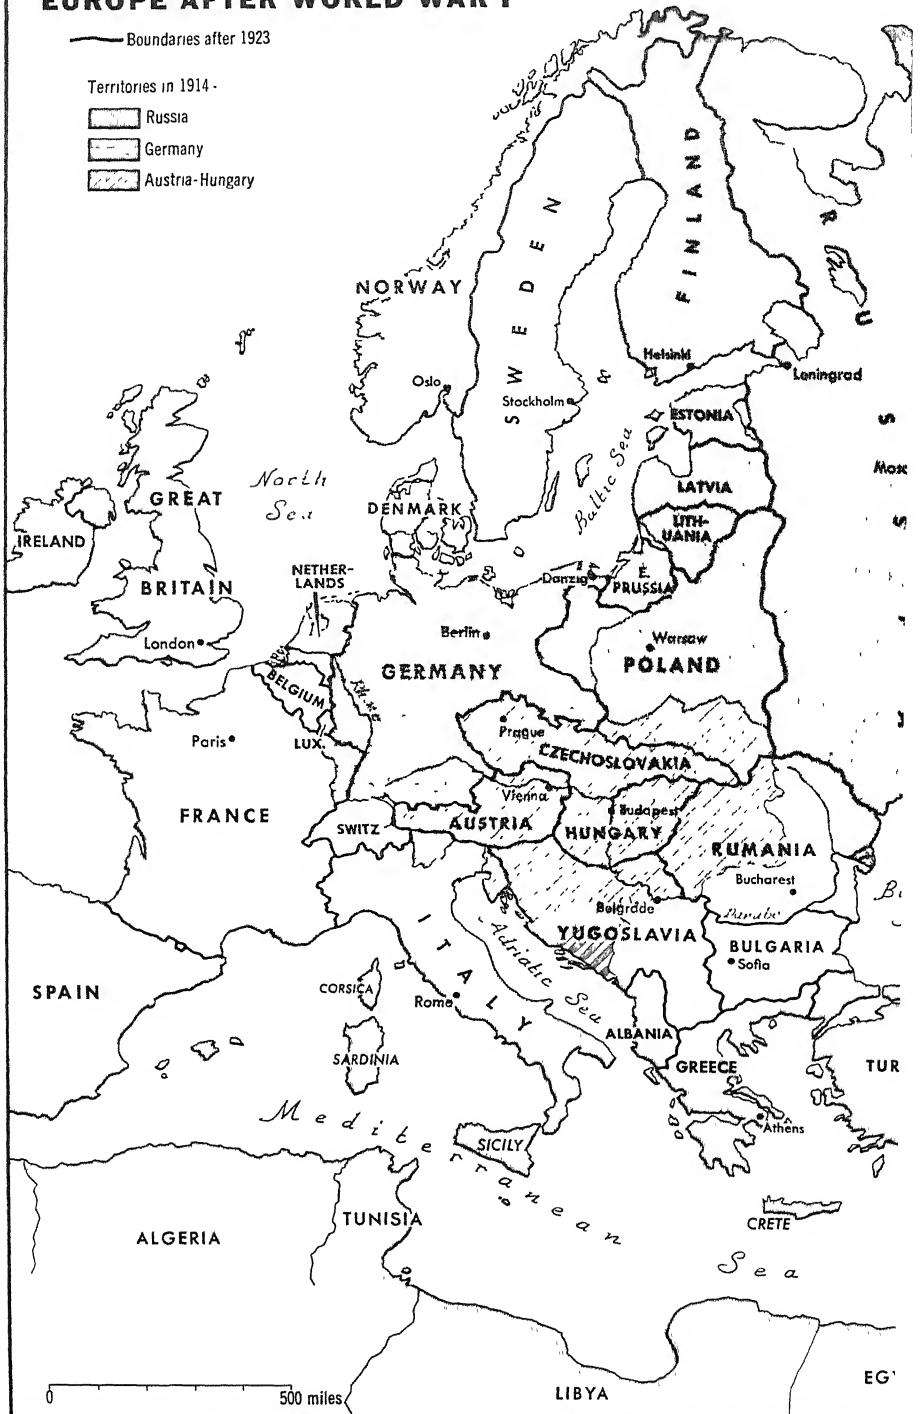 EUROPE AFTER WORLD WAR I
Boundaries after 1923
Territories in 1914 -
Russia
Germany
Austria-Hungary
NORWAY
SWEDEN
FINLAND
R
U
S
S
Helsinki
Leningrad
Oslo
Stockholm
ESTONIA
Mosc
North
Sea
Baltic Sea
GREAT
BRITAIN
DENMARK
LATVIA
LITH-
UANIA
IRELAND
NETHER-
LANDS
Danzig
E.
PRUSSIA
London
Berlin
Warsaw
GERMANY
POLAND
BELGIUM
Rhine
Paris
LUX.
Prague
CZECHOSLOVAKIA
Vienna
Budapest
FRANCE
SWITZ
AUSTRIA
HUNGARY
RUMANIA
Bucharest
Belgrade
Danube
YUGOSLAVIA
BULGARIA
Sofia
ITALY
Adriatic Sea
SPAIN
CORSICA
Rome
ALBANIA
SARDINIA
GREECE
TUR
Athens
Mediterranean
Sea
SICILY
CRETE
ALGERIA
TUNISIA
0
500 miles
LIBYA
EG